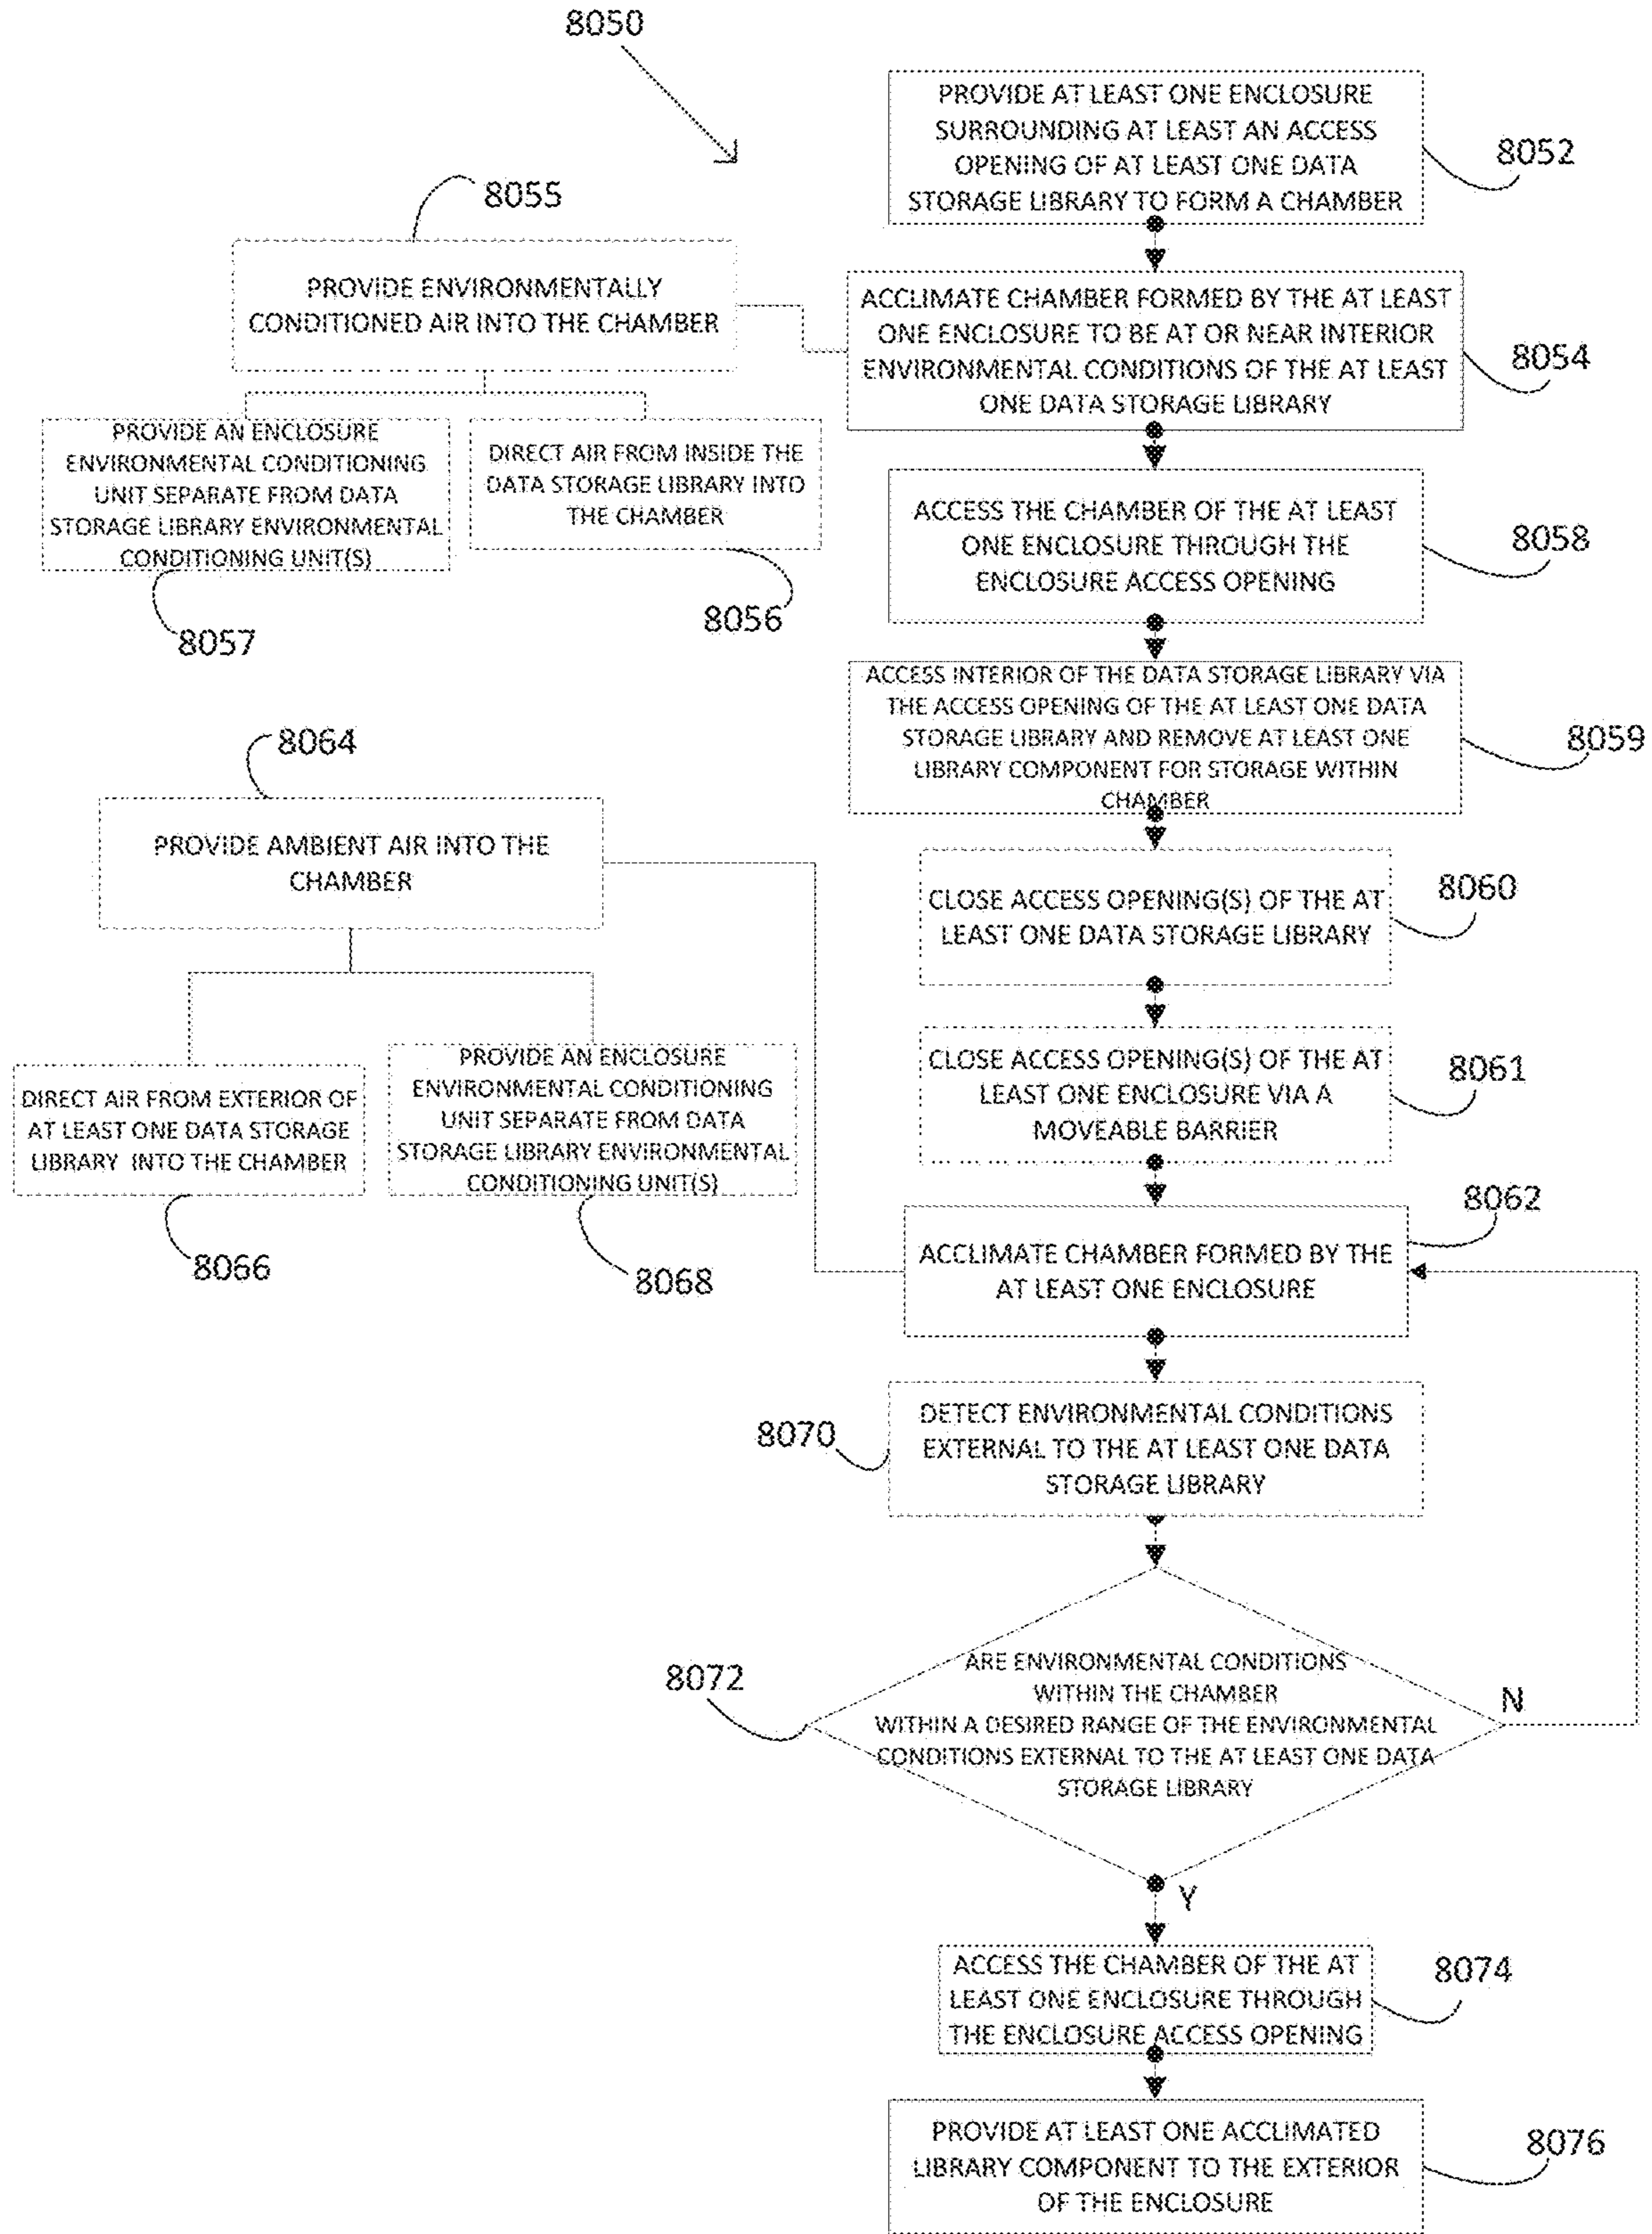 8050
PROVIDE AT LEAST ONE ENCLOSURE
SURROUNDING AT LEAST AN ACCESS
OPENING OF AT LEAST ONE DATA
STORAGE LIBRARY TO FORM A CHAMBER
8052
8055
PROVIDE ENVIRONMENTALLY
CONDITIONED AIR INTO THE CHAMBER
ACCLIMATE CHAMBER FORMED BY THE AT LEAST
ONE ENCLOSURE TO BE AT OR NEAR INTERIOR
ENVIRONMENTAL CONDITIONS OF THE AT LEAST
ONE DATA STORAGE LIBRARY
8054
PROVIDE AN ENCLOSURE
ENVIRONMENTAL CONDITIONING
UNIT SEPARATE FROM DATA
STORAGE LIBRARY ENVIRONMENTAL
CONDITIONING UNIT(S)
8057
DIRECT AIR FROM INSIDE THE
DATA STORAGE LIBRARY INTO
THE CHAMBER
8056
ACCESS THE CHAMBER OF THE AT LEAST
ONE ENCLOSURE THROUGH THE
ENCLOSURE ACCESS OPENING
8058
ACCESS INTERIOR OF THE DATA STORAGE LIBRARY VIA
THE ACCESS OPENING OF THE AT LEAST ONE DATA
STORAGE LIBRARY AND REMOVE AT LEAST ONE
LIBRARY COMPONENT FOR STORAGE WITHIN
CHAMBER
8059
8064
PROVIDE AMBIENT AIR INTO THE
CHAMBER
CLOSE ACCESS OPENING(S) OF THE AT
LEAST ONE DATA STORAGE LIBRARY
8060
CLOSE ACCESS OPENING(S) OF THE AT
LEAST ONE ENCLOSURE VIA A
MOVEABLE BARRIER
8061
DIRECT AIR FROM EXTERIOR OF
AT LEAST ONE DATA STORAGE
LIBRARY INTO THE CHAMBER
8066
PROVIDE AN ENCLOSURE
ENVIRONMENTAL CONDITIONING
UNIT SEPARATE FROM DATA
STORAGE LIBRARY ENVIRONMENTAL
CONDITIONING UNIT(S)
8068
ACCLIMATE CHAMBER FORMED BY THE
AT LEAST ONE ENCLOSURE
8062
DETECT ENVIRONMENTAL CONDITIONS
EXTERNAL TO THE AT LEAST ONE DATA
STORAGE LIBRARY
8070
ARE ENVIRONMENTAL CONDITIONS
WITHIN THE CHAMBER
WITHIN A DESIRED RANGE OF THE ENVIRONMENTAL
CONDITIONS EXTERNAL TO THE AT LEAST ONE DATA
STORAGE LIBRARY
8072
N
Y
ACCESS THE CHAMBER OF THE AT
LEAST ONE ENCLOSURE THROUGH
THE ENCLOSURE ACCESS OPENING
8074
PROVIDE AT LEAST ONE ACCLIMATED
LIBRARY COMPONENT TO THE EXTERIOR
OF THE ENCLOSURE
8076